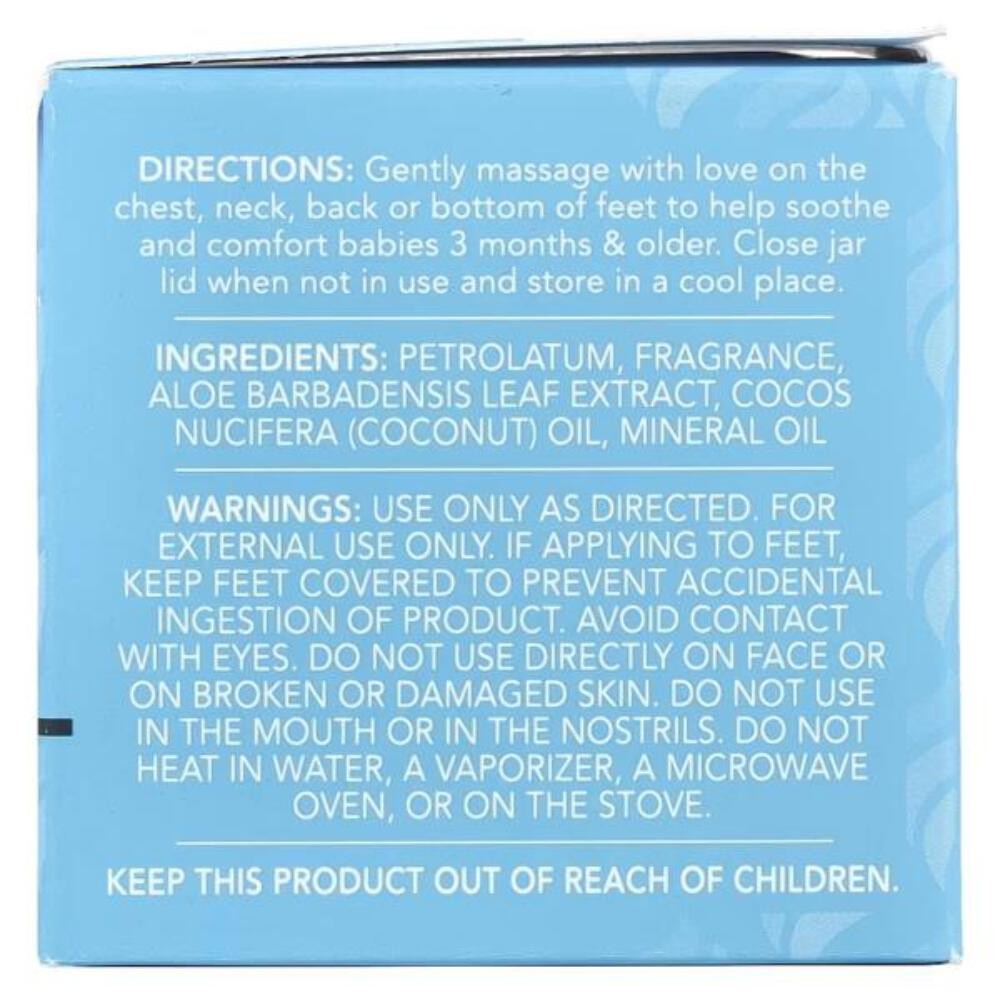 DIRECTIONS: Gently massage with love on the
chest, neck, back or bottom of feet to help soothe
and comfort babies 3 months & older. Close jar
lid when not in use and store in a cool place.
INGREDIENTS: PETROLATUM, FRAGRANCE,
ALOE BARBADENSIS LEAF EXTRACT, COCOS
NUCIFERA (COCONUT) OIL, MINERAL OIL
WARNINGS: USE ONLY AS DIRECTED. FOR
EXTERNAL USE ONLY. IF APPLYING TO FEET,
KEEP FEET COVERED TO PREVENT ACCIDENTAL
INGESTION OF PRODUCT. AVOID CONTACT
WITH EYES. DO NOT USE DIRECTLY ON FACE OR
ON BROKEN OR DAMAGED SKIN. DO NOT USE
IN THE MOUTH OR IN THE NOSTRILS. DO NOT
HEAT IN WATER, A VAPORIZER, A MICROWAVE
OVEN, OR ON THE STOVE.
KEEP THIS PRODUCT OUT OF REACH OF CHILDREN.